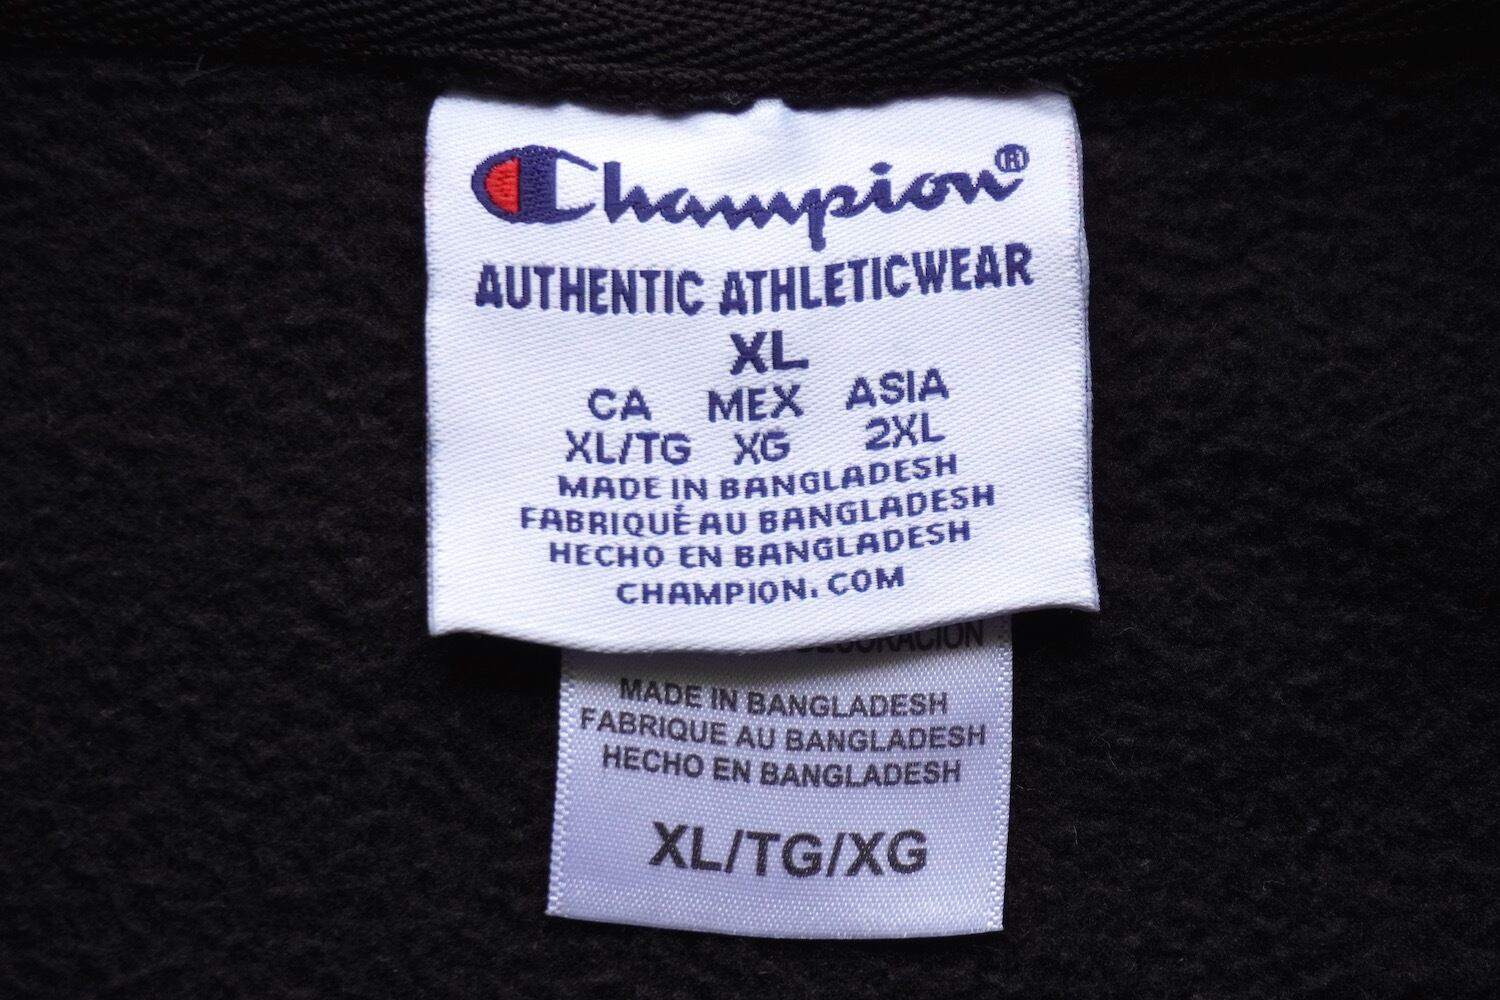 Champion®
AUTHENTIC ATHLETICWEAR
XL
CA MEX ASIA
XL/TG XG 2XL
MADE IN BANGLADESH
FABRIQUÉ AU BANGLADESH
HECHO EN BANGLADESH
CHAMPION.COM
DECORACION
MADE IN BANGLADESH
FABRIQUE AU BANGLADESH
HECHO EN BANGLADESH
XL/TG/XG